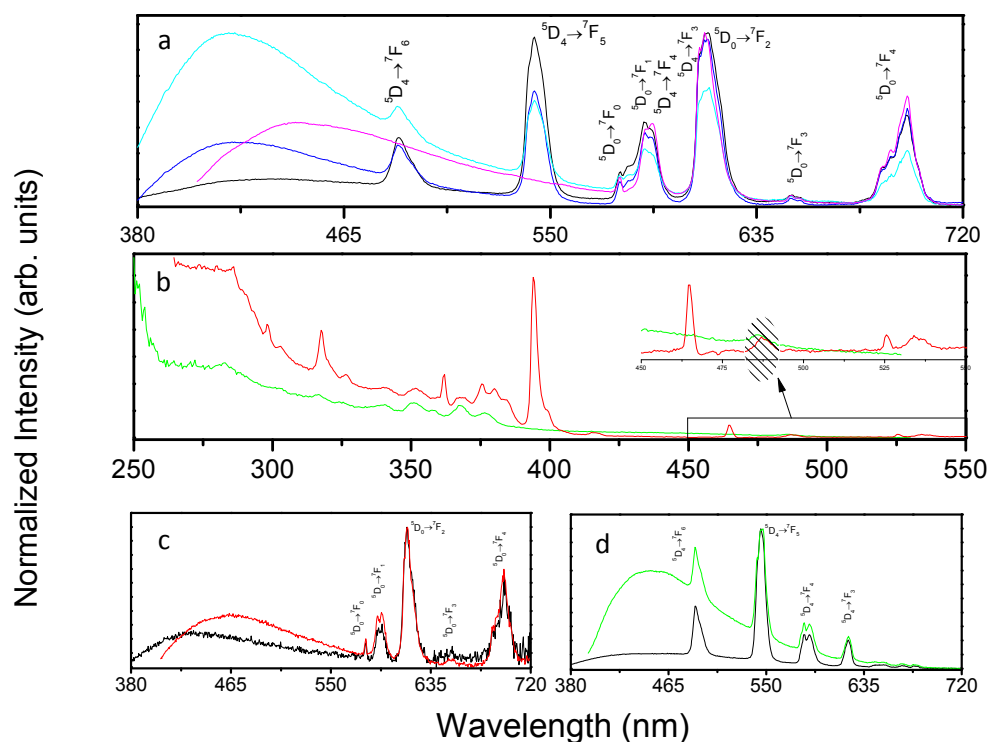 Normalized Intensity (arb. units)
a
⁵D₄→⁷F₆
⁵D₄→⁷F₅
⁵D₀→⁷F₀
⁵D₀→⁷F₁
⁵D₄→⁷F₄
⁵D₄→⁷F₃
⁵D₀→⁷F₂
⁵D₀→⁷F₃
⁵D₀→⁷F₄
380 465 550 635 720
b
450 475 500 525 550
250 300 350 400 450 500 550
c
⁵D₀→⁷F₀
⁵D₀→⁷F₁
⁵D₀→⁷F₂
⁵D₀→⁷F₃
⁵D₀→⁷F₄
380 465 550 635 720
d
⁵D₄→⁷F₆
⁵D₄→⁷F₅
⁵D₄→⁷F₄
⁵D₄→⁷F₃
380 465 550 635 720
Wavelength (nm)